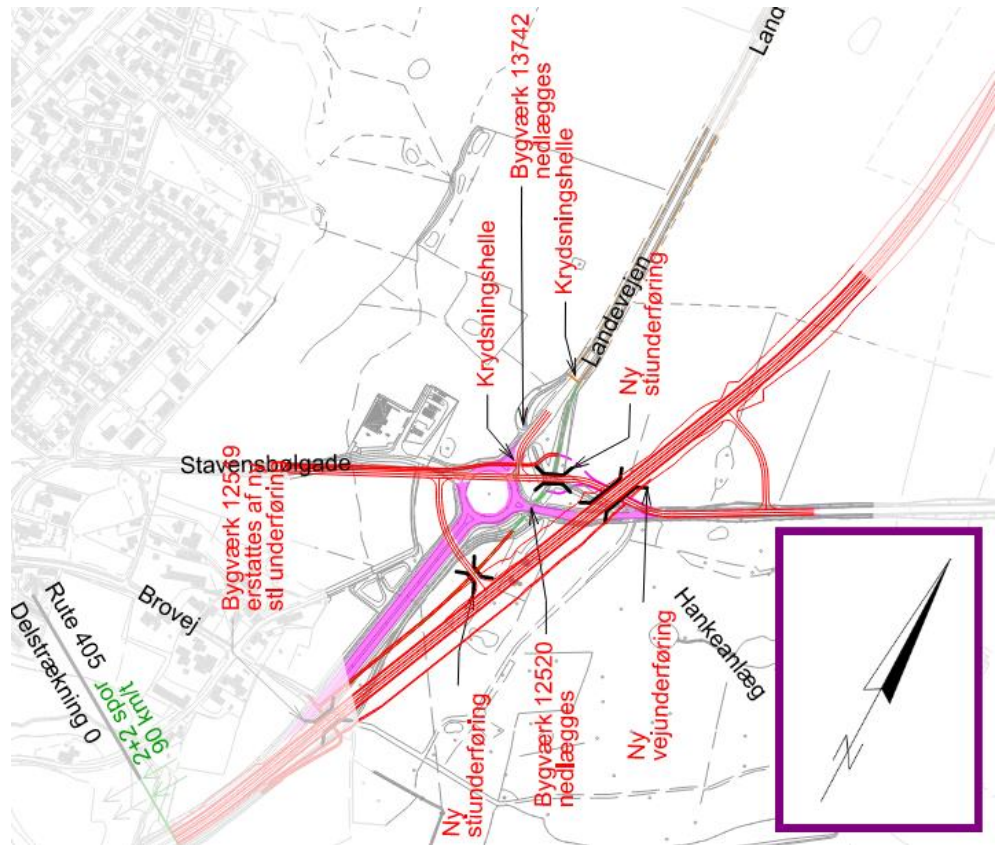 Land
Bygværk 13742
nedlægges
Krydsningshelle
Krydsningshelle
Landevejen
Ny
stiunderføring
Stavensbølgade
Bygværk
erstattes af ny
sti underføring
Brovej
Rute 405
Delstrækning 0
2+2 spor
90 km/t
Hankeanlæg
Ny
stiunderføring
Bygværk 12520
nedlægges
Ny
vejunderføring
N